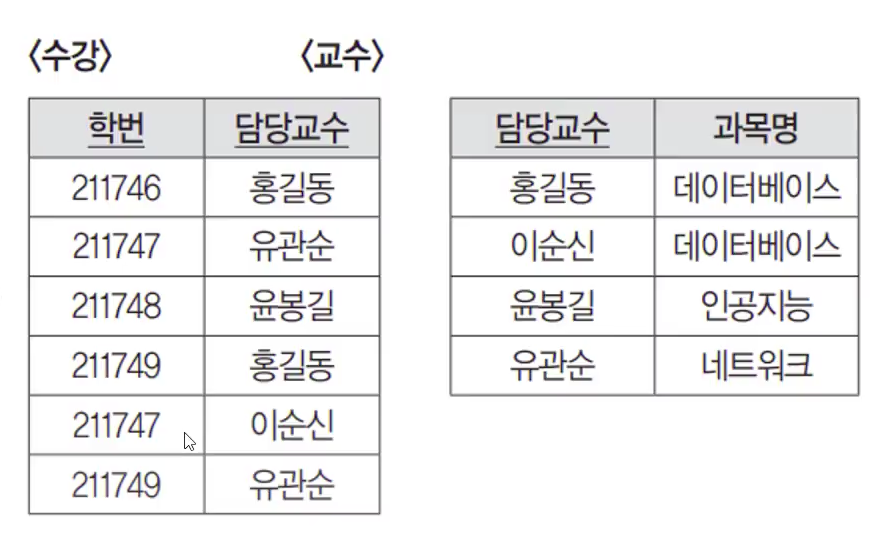 〈수강〉 〈교수〉
학번 담당교수 담당교수 과목명
211746 홍길동 홍길동 데이터베이스
211747 유관순 이순신 데이터베이스
211748 윤봉길 윤봉길 인공지능
211749 홍길동 유관순 네트워크
211747 이순신
211749 유관순